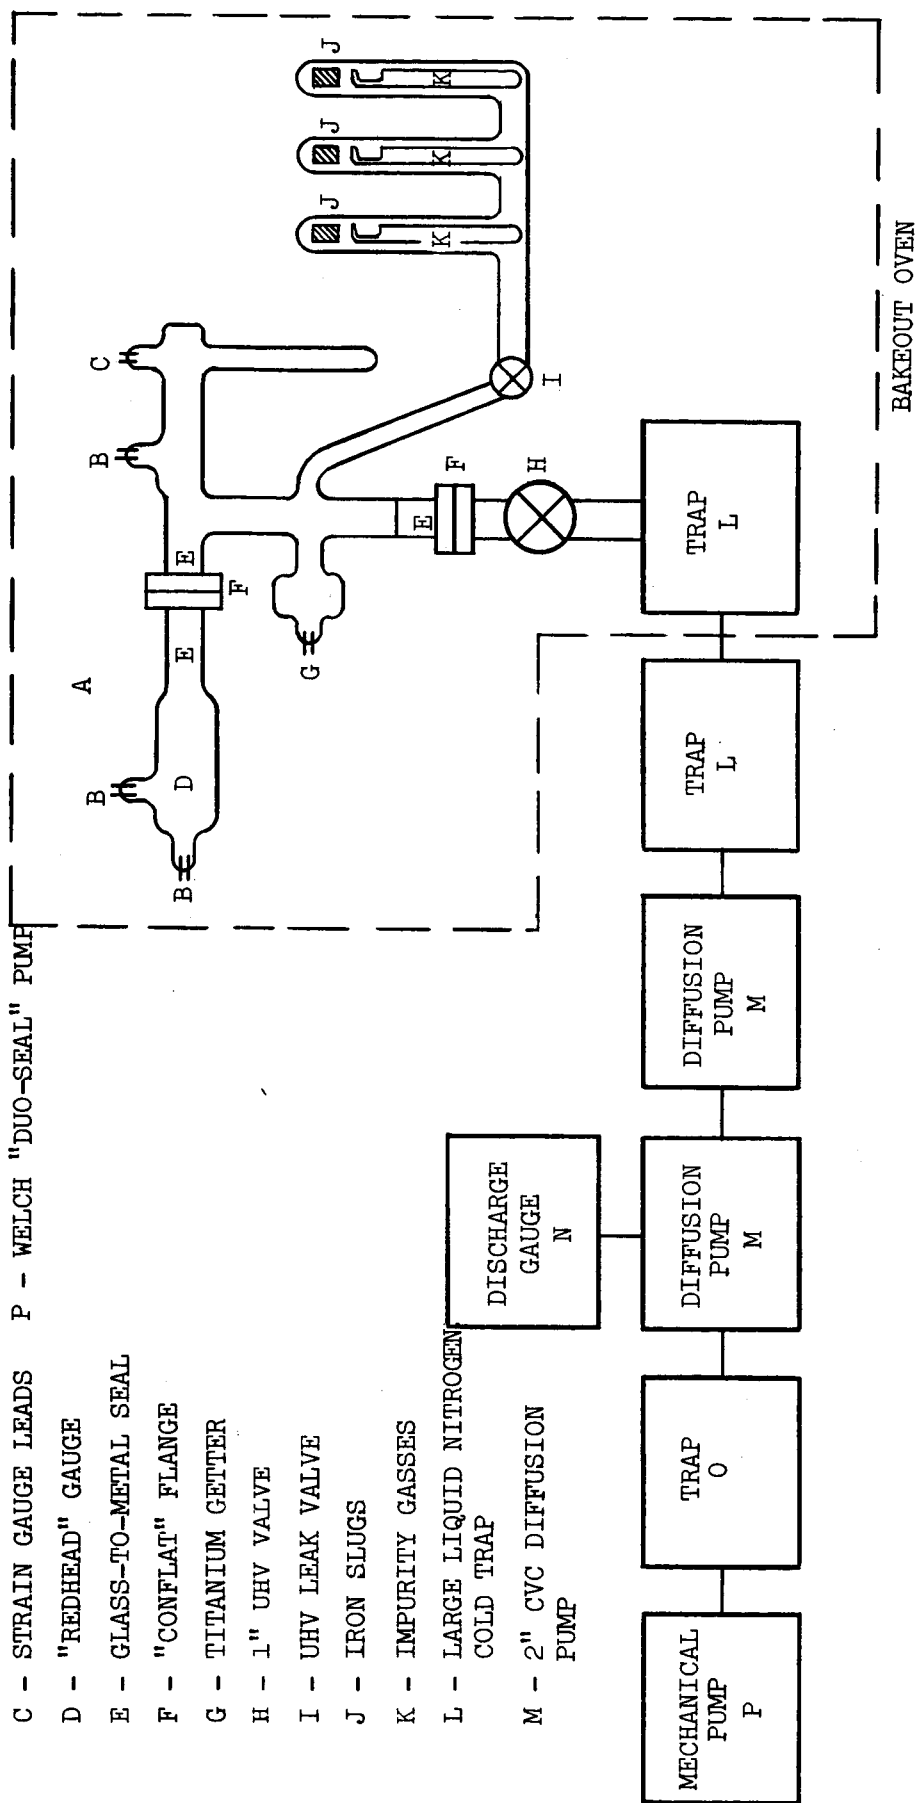 C - STRAIN GAUGE LEADS
D - "REDHEAD" GAUGE
E - GLASS-TO-METAL SEAL
F - "CONFLAT" FLANGE
G - TITANIUM GETTER
H - 1" UHV VALVE
I - UHV LEAK VALVE
J - IRON SLUGS
K - IMPURITY GASSES
L - LARGE LIQUID NITROGEN
COLD TRAP
M - 2" CVC DIFFUSION
PUMP
P - WELCH "DUO-SEAL" PUMP
A
B
B
B
C
D
E
E
F
G
E
F
H
I
J
J
J
K
K
K
BAKEOUT OVEN
MECHANICAL
PUMP
P
TRAP
O
DISCHARGE
GAUGE
N
DIFFUSION
PUMP
M
DIFFUSION
PUMP
M
TRAP
L
TRAP
L